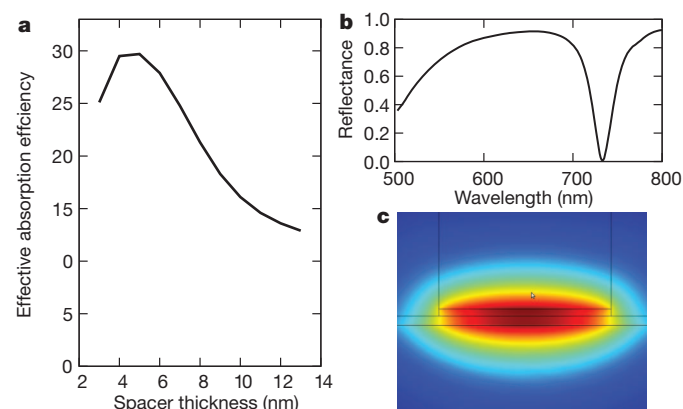 a
Effective absorption effciency
30
25
20
15
0
5
0
2 4 6 8 10 12 14
Spacer thickness (nm)
b
Reflectance
1.0
0.8
0.6
0.4
0.2
0.0
500 600 700 800
Wavelength (nm)
c